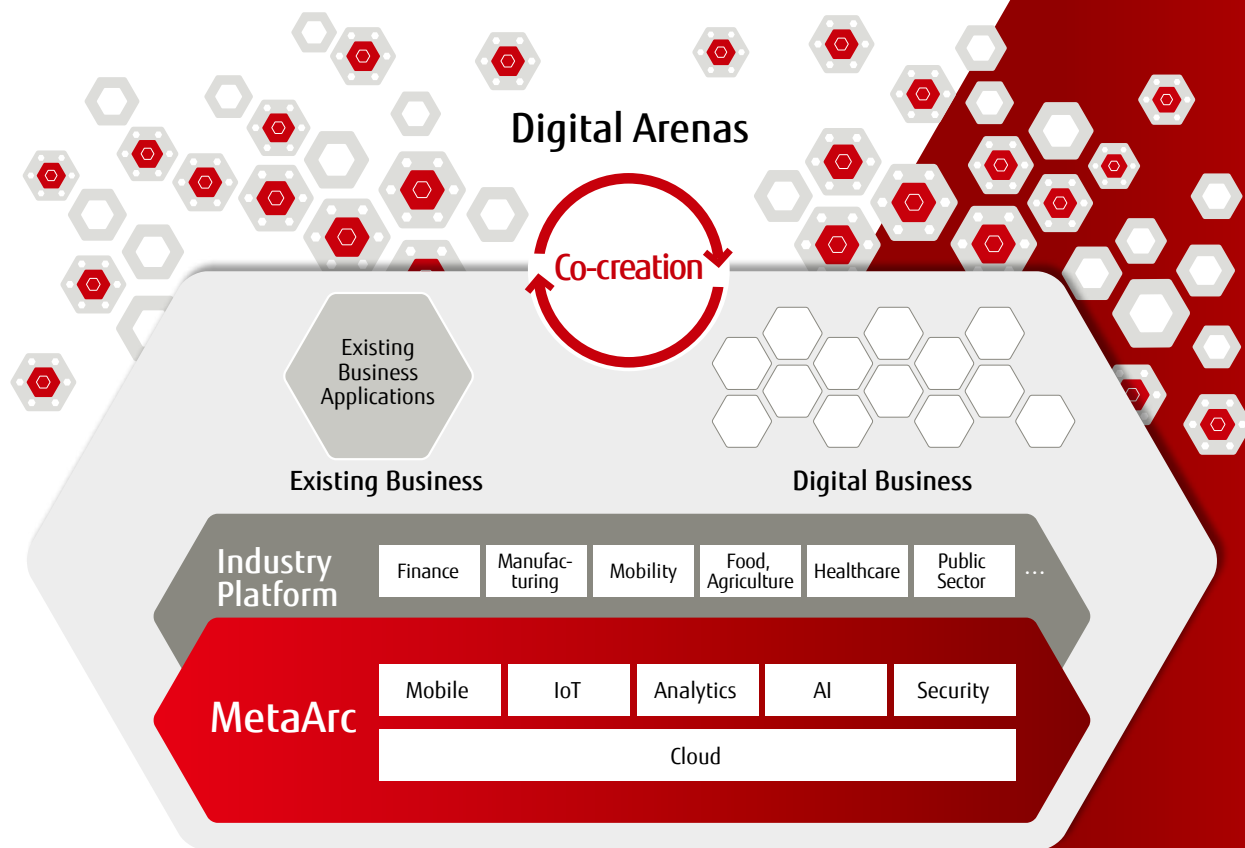 Digital Arenas
Co-creation
Existing
Business
Applications
Existing Business
Digital Business
Industry
Platform
Finance
Manufac-
turing
Mobility
Food,
Agriculture
Healthcare
Public
Sector
...
MetaArc
Mobile
IoT
Analytics
AI
Security
Cloud